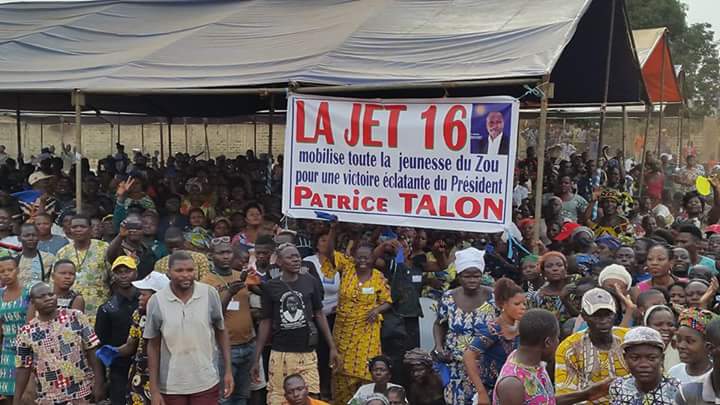 LA JET 16
mobilise toute la jeunesse du Zou
pour une victoire éclatante du Président
PATRICE TALON